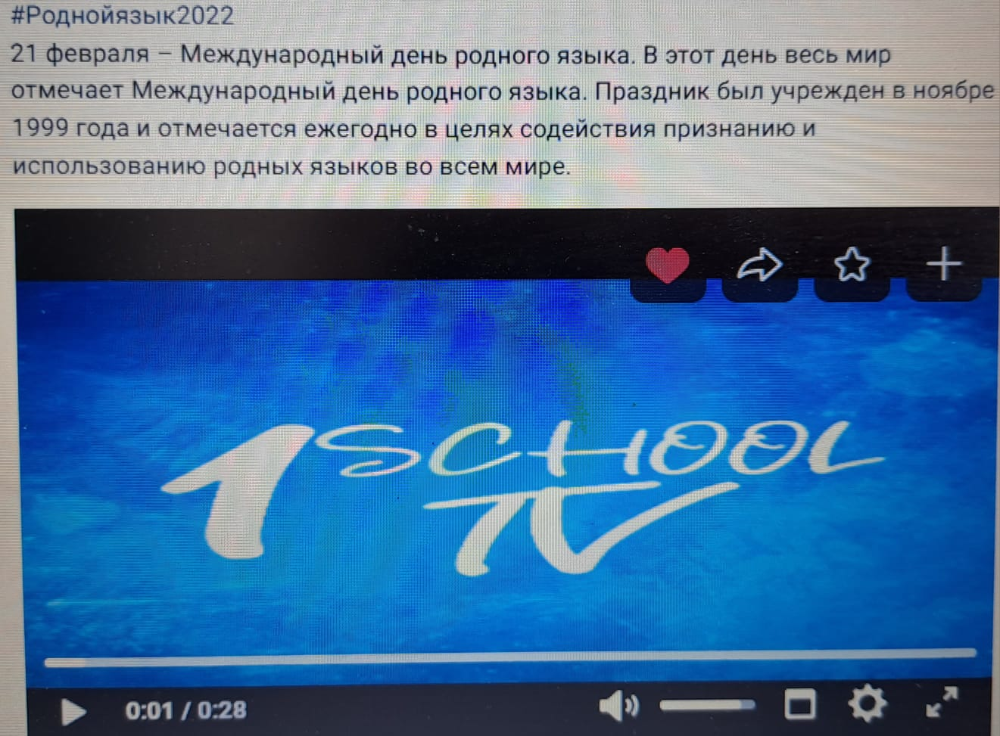 #Роднойязык2022
21 февраля – Международный день родного языка. В этот день весь мир
отмечает Международный день родного языка. Праздник был учрежден в ноябре
1999 года и отмечается ежегодно в целях содействия признанию и
использованию родных языков во всем мире.
1SCHOOL
TV
0:01 / 0:28